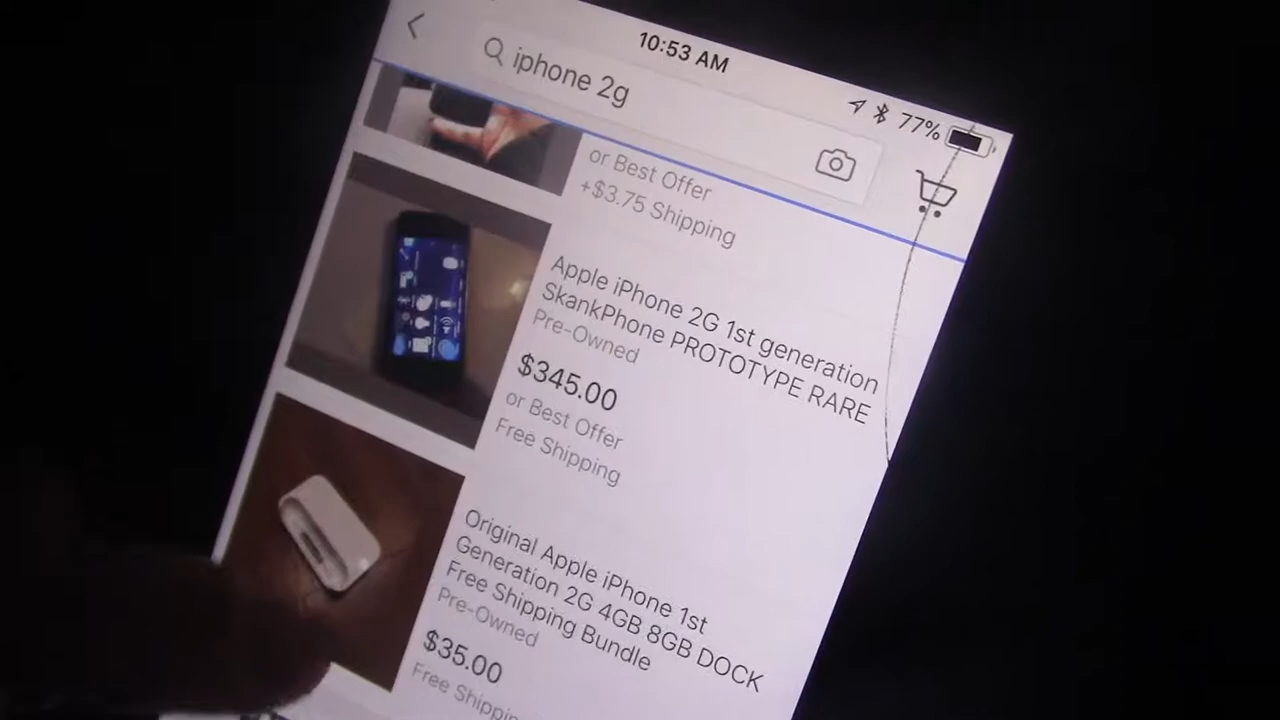 10:53 AM
77%
iphone 2g
or Best Offer
+$3.75 Shipping
Apple iPhone 2G 1st generation
SkankPhone PROTOTYPE RARE
Pre-Owned
$345.00
or Best Offer
Free Shipping
Original Apple iPhone 1st
Generation 2G 4GB 8GB DOCK
Free Shipping Bundle
Pre-Owned
$35.00
Free Shipping